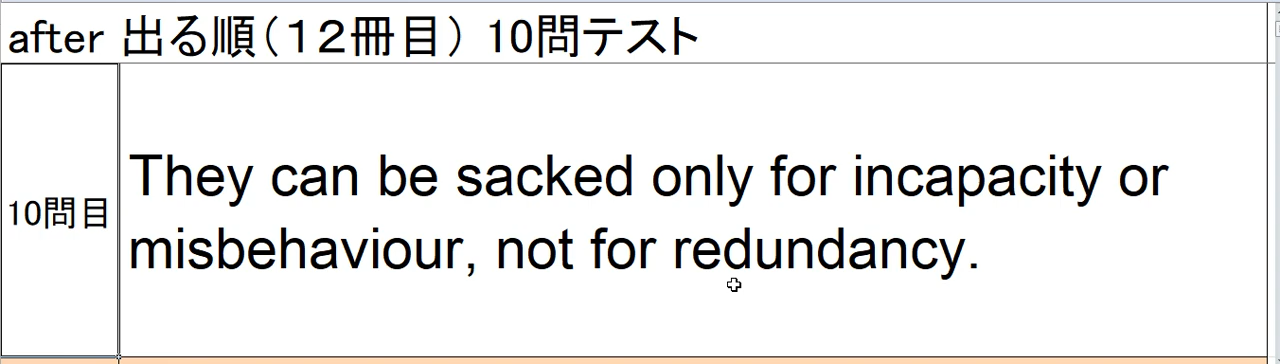 after 出る順（１２冊目） 10問テスト
They can be sacked only for incapacity or
10問目
misbehaviour, not for redundancy.